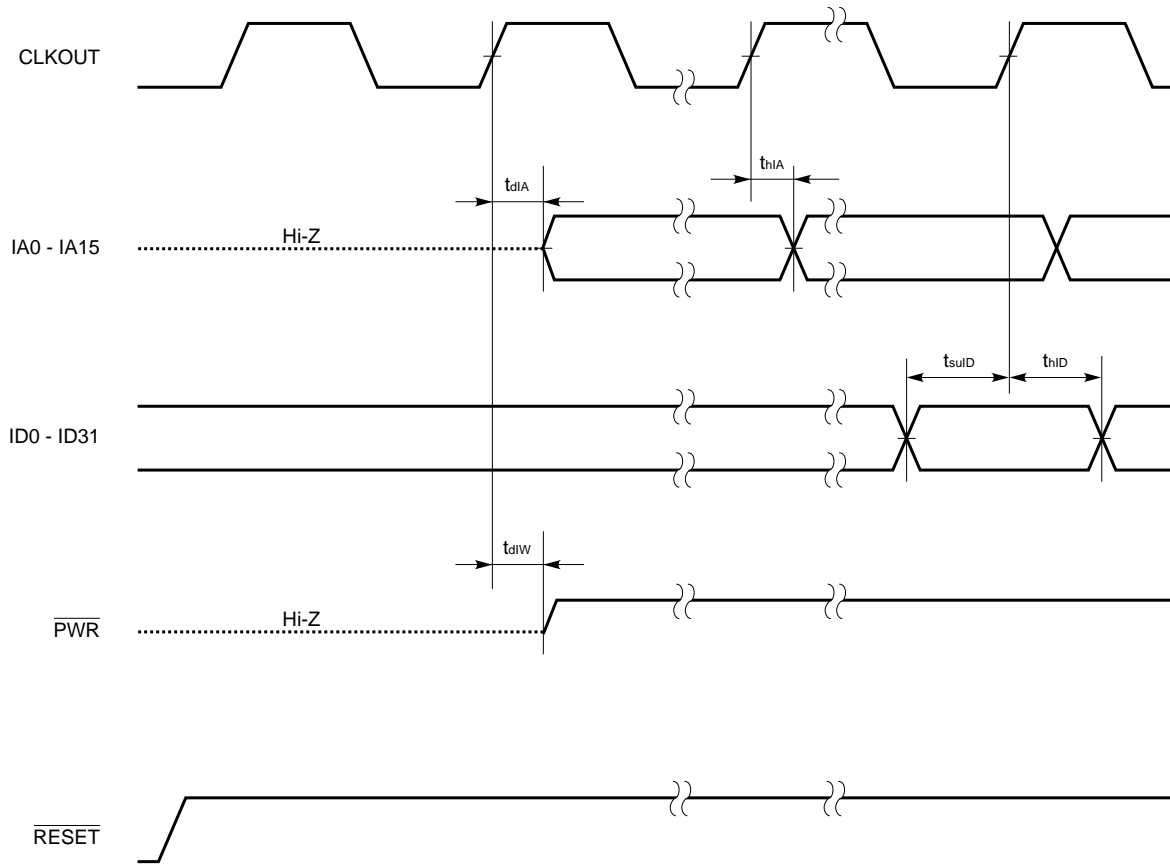 CLKOUT
tdIA
thIA
IA0 - IA15
Hi-Z
tsuID
thID
ID0 - ID31
tdIW
PWR
Hi-Z
RESET